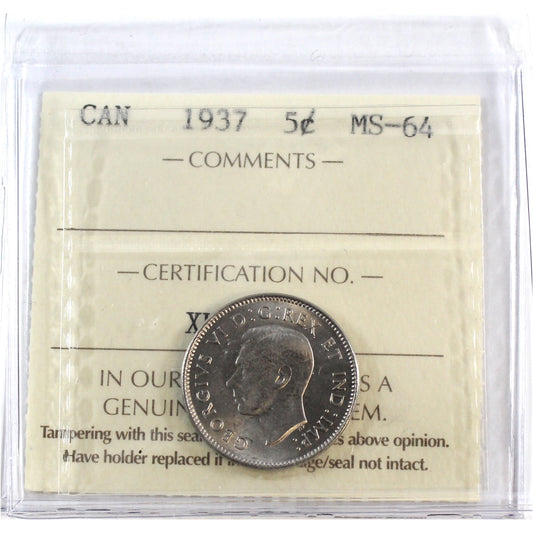 CAN 1937 5¢ MS-64
— COMMENTS —
— CERTIFICATION NO. —
IN OUR A
GENUIN EM.
Tampering with this sea above opinion.
Have holder replaced if ge/seal not intact.
GEORGIVS VI D:G:REX ET IND:IMP: